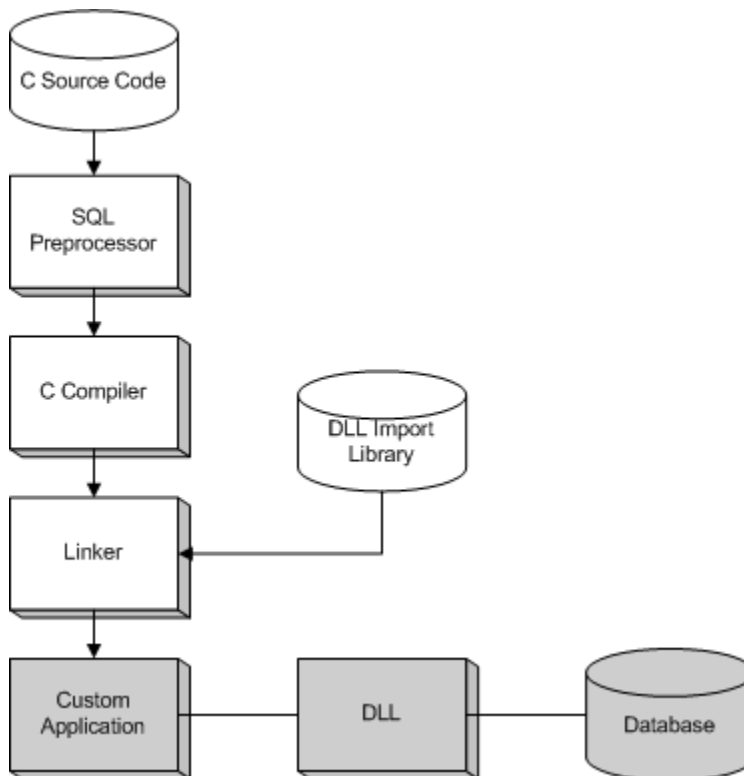 C Source Code
SQL
Preprocessor
C Compiler
DLL Import
Library
Linker
Custom
Application
DLL
Database